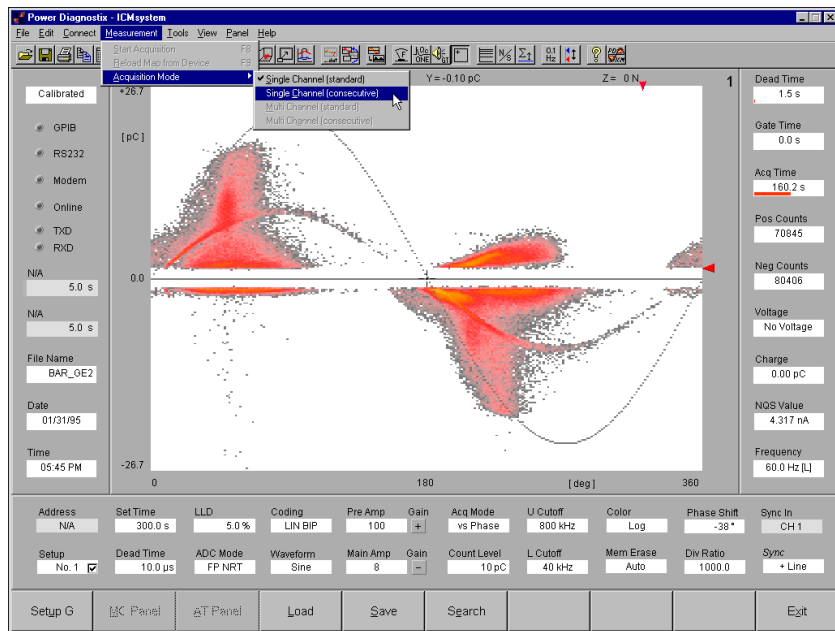 Power Diagnostix - ICMsystem
File Edit Connect Measurement Tools View Panel Help
Start Acquisition F8
Reload Map from Device F9
Acquisition Mode
Single Channel (standard)
Single Channel (consecutive)
Multi Channel (standard)
Multi Channel (consecutive)
Y = -0.10 pC
Z = 0 N
1
+26.7
[pC]
0.0
-26.7
0
180
[deg]
360
Calibrated
GPIB
RS232
Modem
Online
TXD
RXD
N/A
5.0 s
N/A
5.0 s
File Name
BAR_GE2
Date
01/31/95
Time
05:45 PM
Dead Time
1.5 s
Gate Time
0.0 s
Acq Time
160.2 s
Pos Counts
70845
Neg Counts
80406
Voltage
No Voltage
Charge
0.00 pC
NQS Value
4.317 nA
Frequency
60.0 Hz [L]
Address Set Time LLD Coding Pre Amp Gain Acq Mode U Cutoff Color Phase Shift Sync In
N/A 300.0 s 5.0 % LIN BIP 100 + vs Phase 800 kHz Log -38 ° CH 1
Setup Dead Time ADC Mode Waveform Main Amp Gain Count Level L Cutoff Mem Erase Div Ratio Sync
No. 1 10.0 µs FP NRT Sine 8 − 10 pC 40 kHz Auto 1000.0 + Line
Setup G MC Panel AT Panel Load Save Search Exit